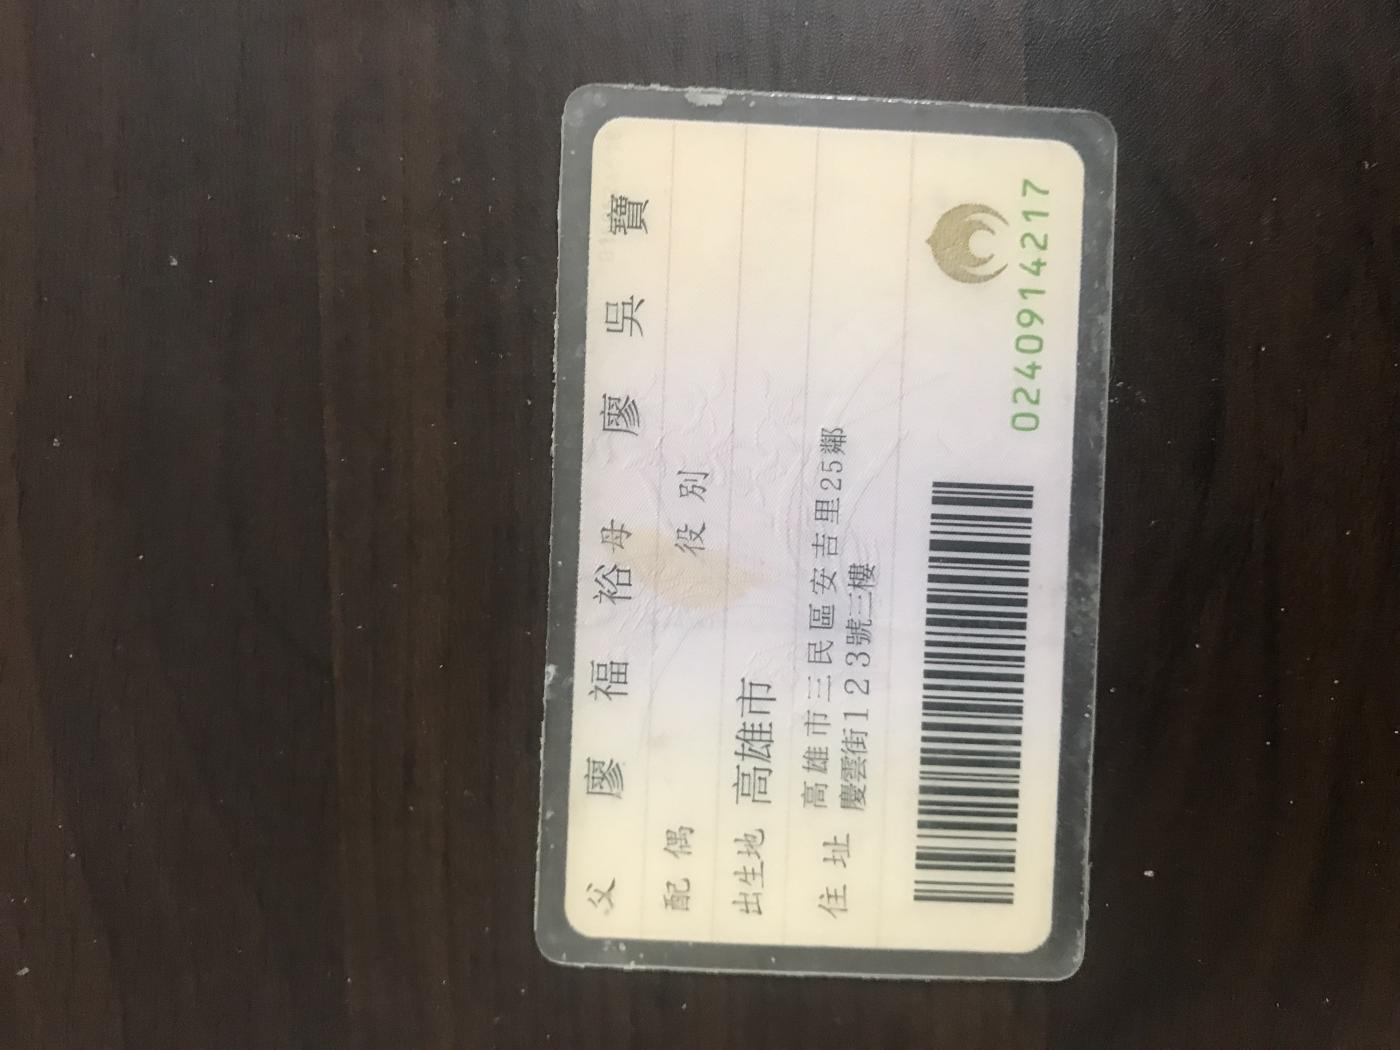 父 廖福裕 母 廖吳寶
配偶 役別
出生地 高雄市
住址 高雄市三民區安吉里25鄰
慶雲街123號三樓
0240914217